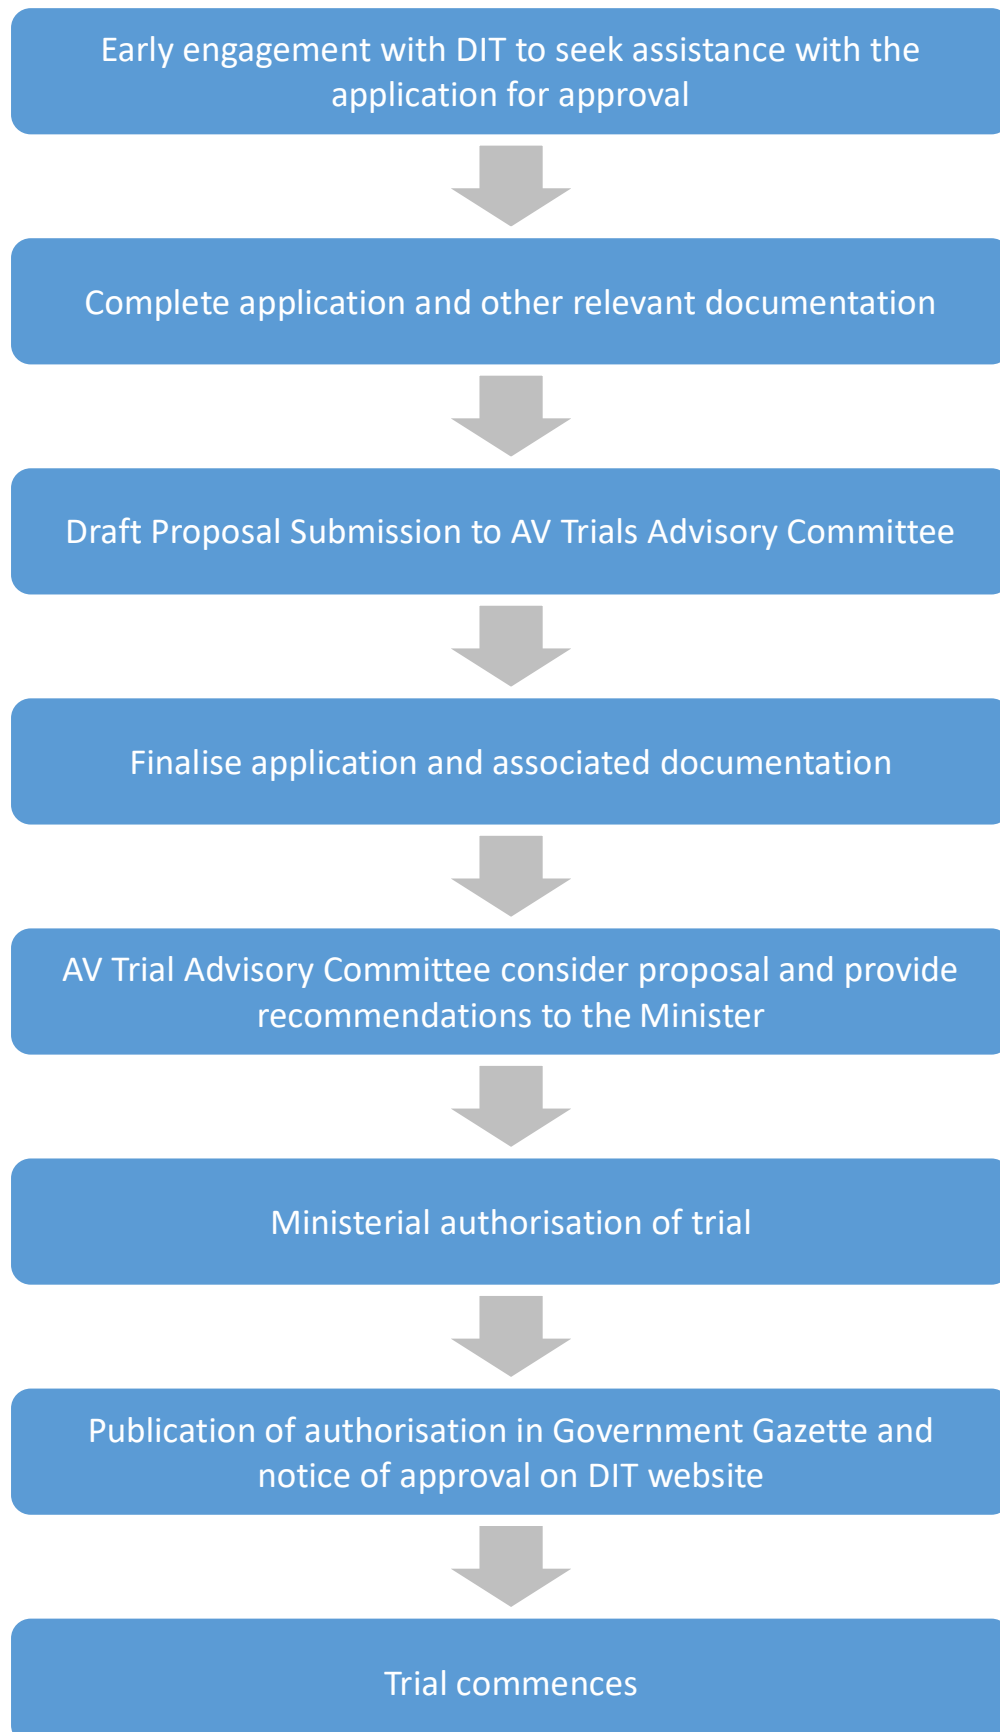 Early engagement with DIT to seek assistance with the
application for approval
Complete application and other relevant documentation
Draft Proposal Submission to AV Trials Advisory Committee
Finalise application and associated documentation
AV Trial Advisory Committee consider proposal and provide
recommendations to the Minister
Ministerial authorisation of trial
Publication of authorisation in Government Gazette and
notice of approval on DIT website
Trial commences